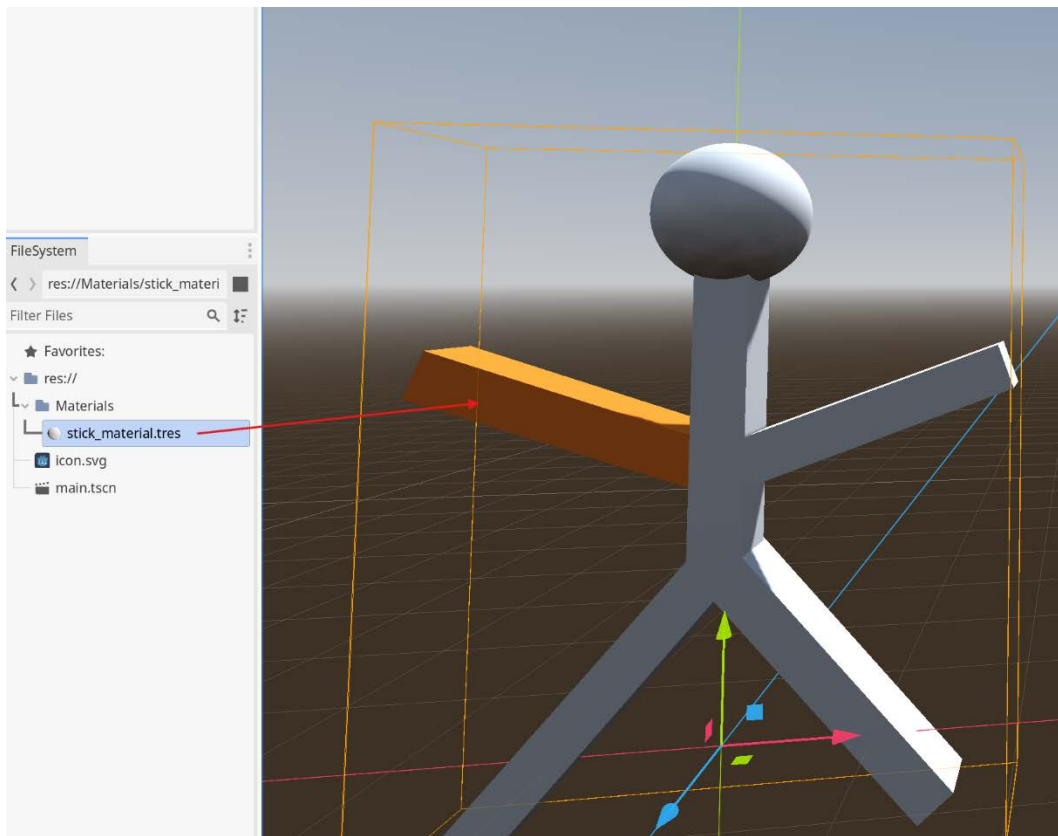 FileSystem
res://Materials/stick_materi
Filter Files
Favorites:
res://
Materials
stick_material.tres
icon.svg
main.tscn